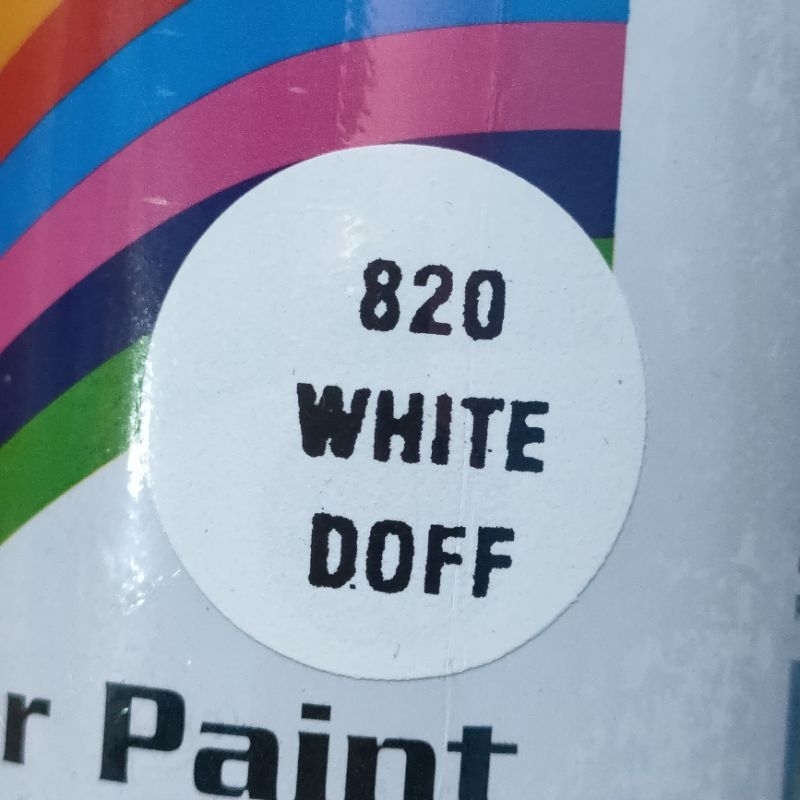 820
WHITE
DOFF
r Paint